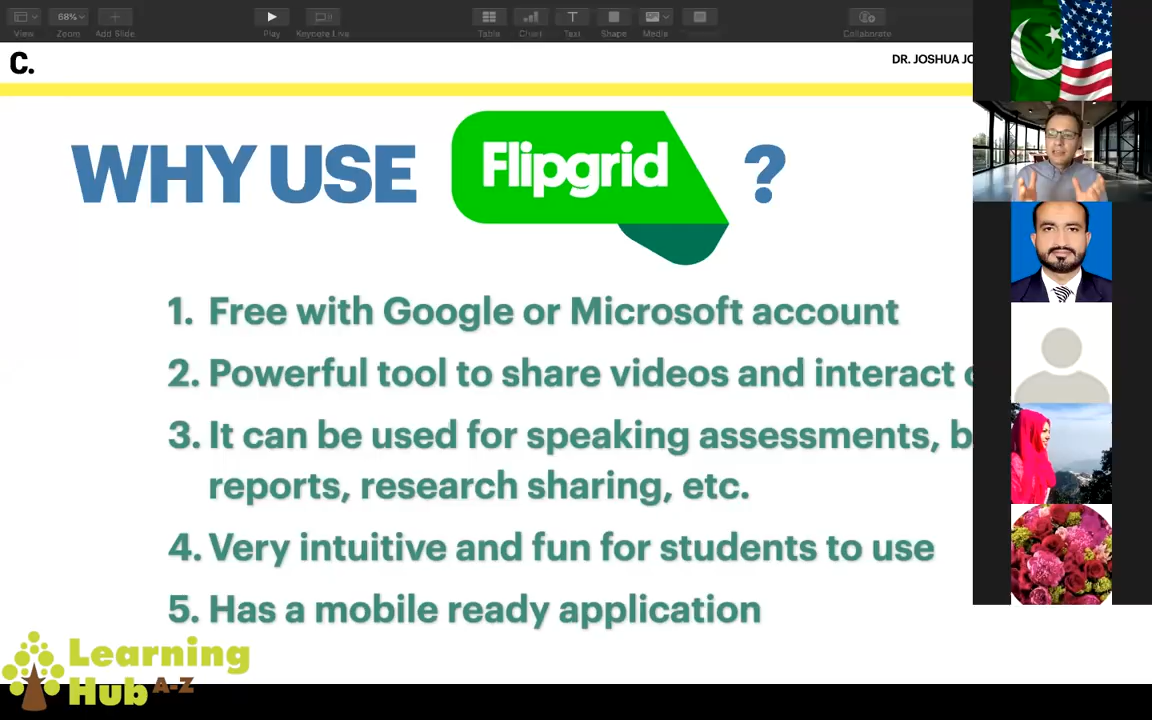 View
68%
Zoom
Add Slide
Play
Keynote Live
Table
Chart
Text
Shape
Media
Collaborate
C.
DR. JOSHUA
WHY USE Flipgrid ?
1. Free with Google or Microsoft account
2. Powerful tool to share videos and interact
3. It can be used for speaking assessments,
reports, research sharing, etc.
4. Very intuitive and fun for students to use
5. Has a mobile ready application
Learning
Hub A-Z